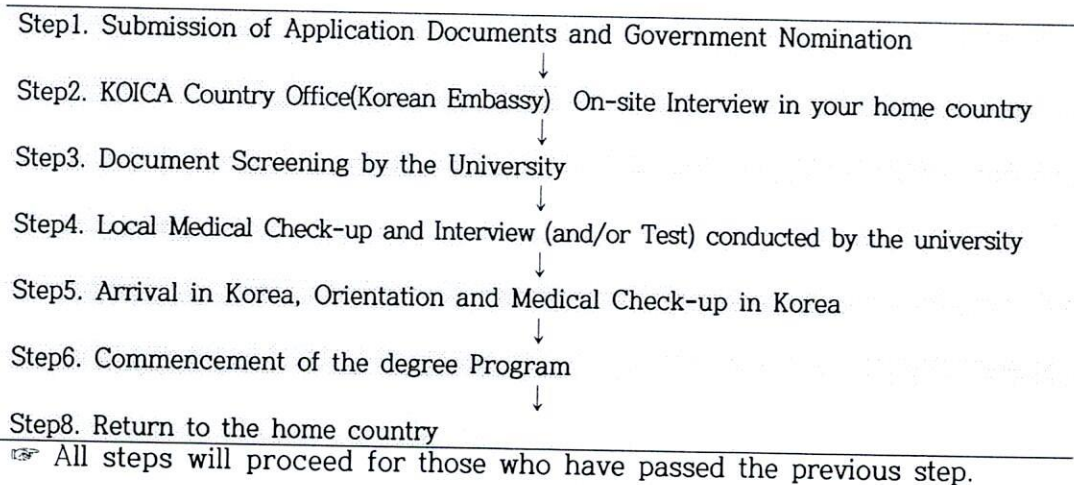 Step1. Submission of Application Documents and Government Nomination
↓
Step2. KOICA Country Office(Korean Embassy) On-site Interview in your home country
↓
Step3. Document Screening by the University
↓
Step4. Local Medical Check-up and Interview (and/or Test) conducted by the university
↓
Step5. Arrival in Korea, Orientation and Medical Check-up in Korea
↓
Step6. Commencement of the degree Program
↓
Step8. Return to the home country
☞ All steps will proceed for those who have passed the previous step.